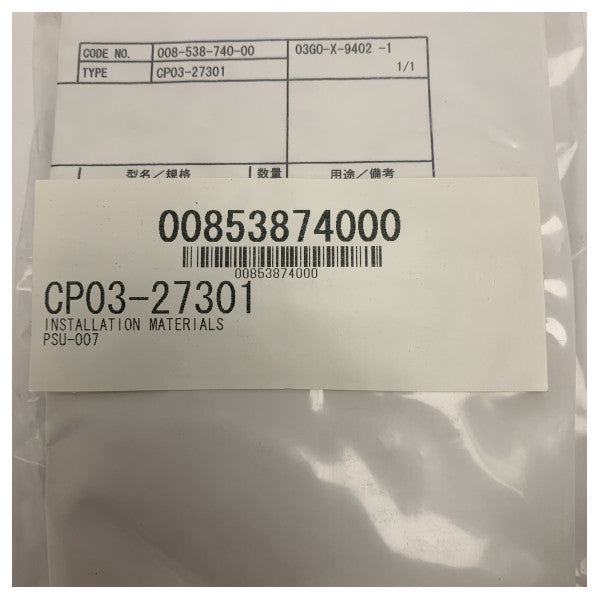 CODE NO. 008-538-740-00 03GO-X-9402 -1
TYPE CP03-27301 1/1
型名/規格 数量 用途/備考
00853874000
00853874000
CP03-27301
INSTALLATION MATERIALS
PSU-007